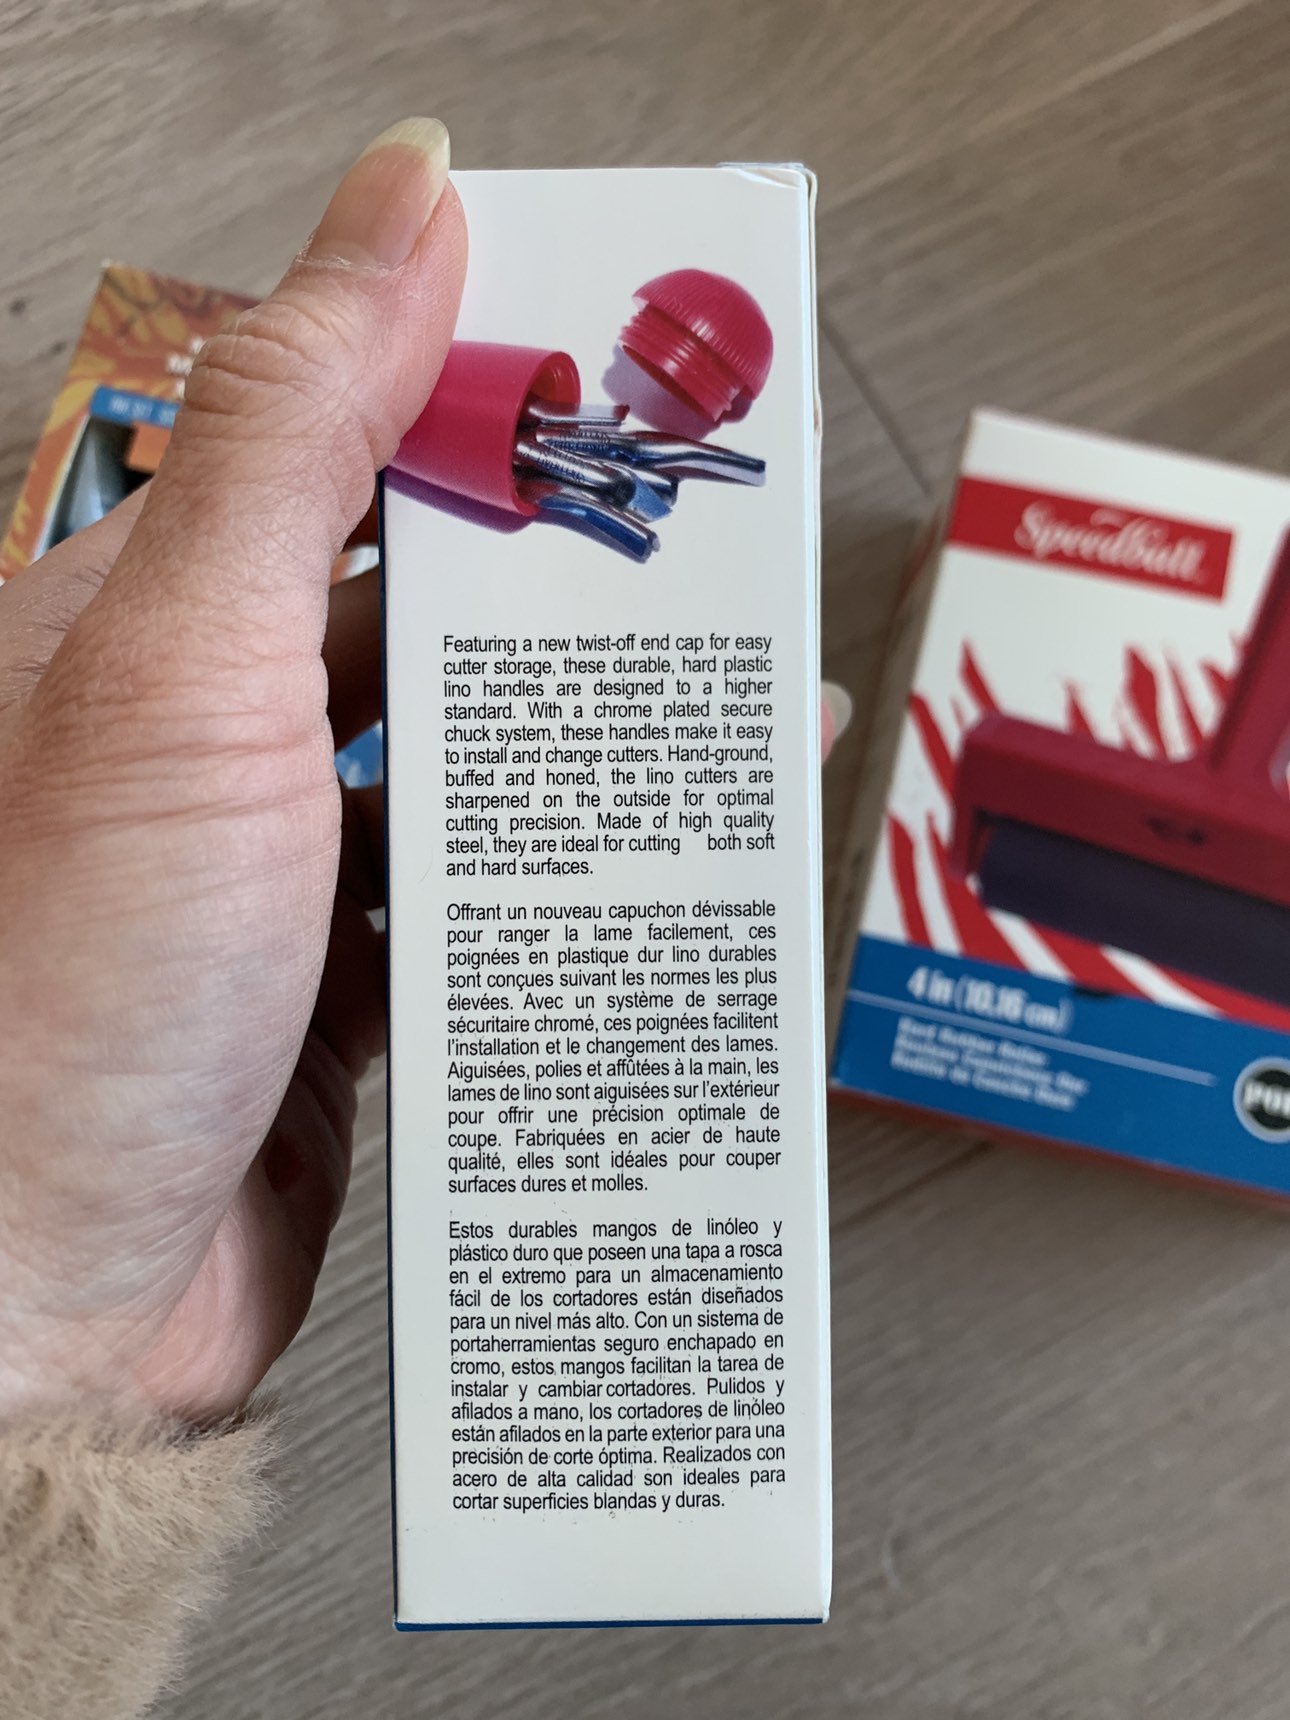 Featuring a new twist-off end cap for easy
cutter storage, these durable, hard plastic
lino handles are designed to a higher
standard. With a chrome plated secure
chuck system, these handles make it easy
to install and change cutters. Hand-ground,
buffed and honed, the lino cutters are
sharpened on the outside for optimal
cutting precision. Made of high quality
steel, they are ideal for cutting both soft
and hard surfaces.
Offrant un nouveau capuchon dévissable
pour ranger la lame facilement, ces
poignées en plastique dur lino durables
sont conçues suivant les normes les plus
élevées. Avec un système de serrage
sécuritaire chromé, ces poignées facilitent
l'installation et le changement des lames.
Aiguisées, polies et affûtées à la main, les
lames de lino sont aiguisées sur l'extérieur
pour offrir une précision optimale de
coupe. Fabriquées en acier de haute
qualité, elles sont idéales pour couper
surfaces dures et molles.
Estos durables mangos de linóleo y
plástico duro que poseen una tapa a rosca
en el extremo para un almacenamiento
fácil de los cortadores están diseñados
para un nivel más alto. Con un sistema de
portaherramientas seguro enchapado en
cromo, estos mangos facilitan la tarea de
instalar y cambiar cortadores. Pulidos y
afilados a mano, los cortadores de linóleo
están afilados en la parte exterior para una
precisión de corte óptima. Realizados con
acero de alta calidad son ideales para
cortar superficies blandas y duras.
Speedball
4 in (10.16 cm)